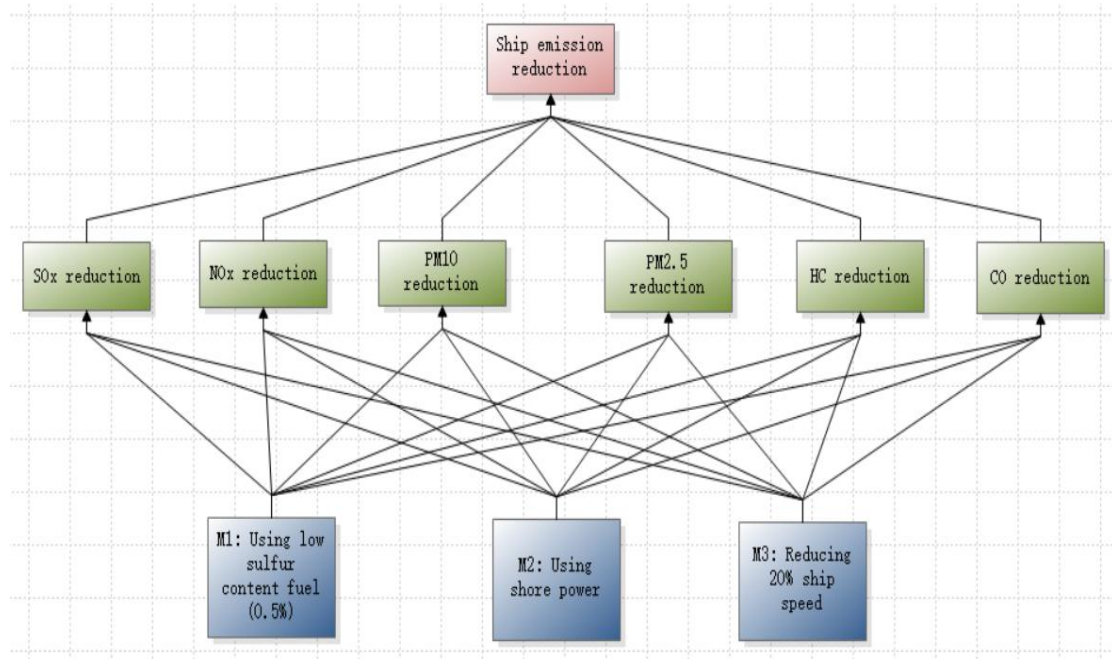 Ship emission
reduction
SOx reduction
NOx reduction
PM10
reduction
PM2.5
reduction
HC reduction
CO reduction
M1: Using low
sulfur
content fuel
(0.5%)
M2: Using
shore power
M3: Reducing
20% ship
speed